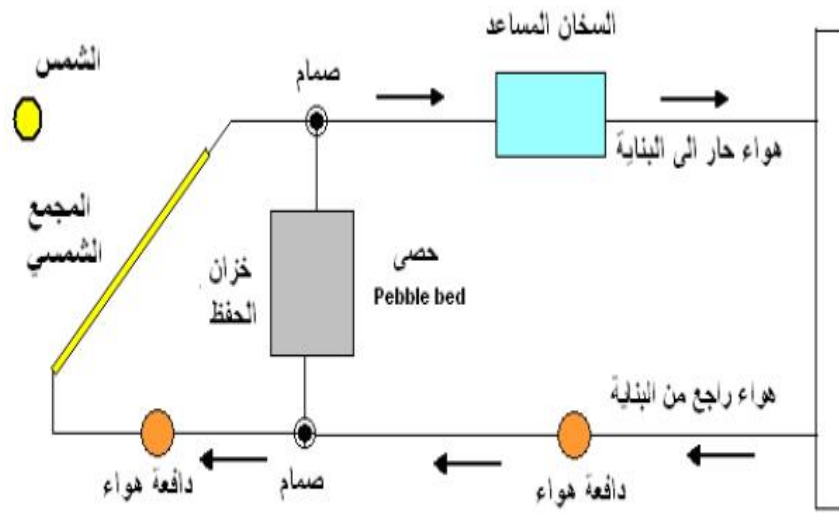 السخان المساعد
الشمس
صمام
هواء حار الى البناية
المجمع
الشمسي
خزان
الحفظ
حصى
Pebble bed
هواء راجع من البناية
دافعة هواء
صمام
دافعة هواء